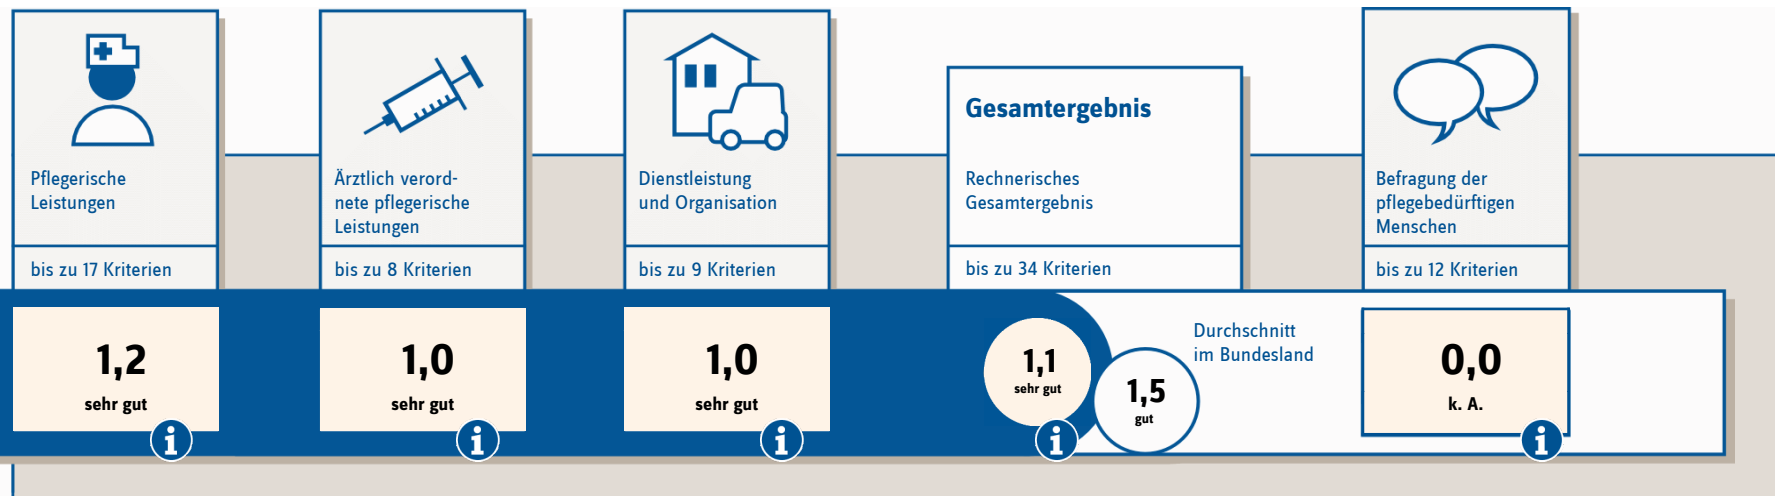 Pflegerische
Leistungen
bis zu 17 Kriterien
1,2
sehr gut
Ärztlich verord-
nete pflegerische
Leistungen
bis zu 8 Kriterien
1,0
sehr gut
Dienstleistung
und Organisation
bis zu 9 Kriterien
1,0
sehr gut
Gesamtergebnis
Rechnerisches
Gesamtergebnis
bis zu 34 Kriterien
1,1
sehr gut
1,5
gut
Durchschnitt
im Bundesland
Befragung der
pflegebedürftigen
Menschen
bis zu 12 Kriterien
0,0
k. A.
i
i
i
i
i